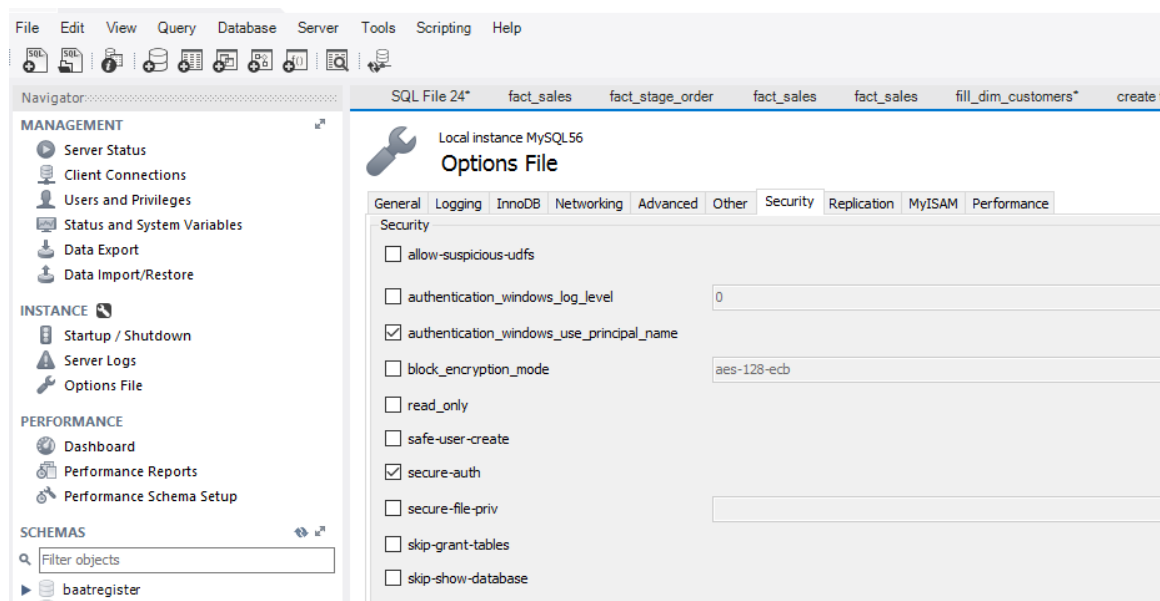 File Edit View Query Database Server Tools Scripting Help
SQL SQL
Navigator
MANAGEMENT
Server Status
Client Connections
Users and Privileges
Status and System Variables
Data Export
Data Import/Restore
INSTANCE
Startup / Shutdown
Server Logs
Options File
PERFORMANCE
Dashboard
Performance Reports
Performance Schema Setup
SCHEMAS
Filter objects
baatregister
SQL File 24* fact_sales fact_stage_order fact_sales fact_sales fill_dim_customers* create
Local instance MySQL56
Options File
General Logging InnoDB Networking Advanced Other Security Replication MyISAM Performance
Security
allow-suspicious-udfs
authentication_windows_log_level 0
authentication_windows_use_principal_name
block_encryption_mode aes-128-ecb
read_only
safe-user-create
secure-auth
secure-file-priv
skip-grant-tables
skip-show-database